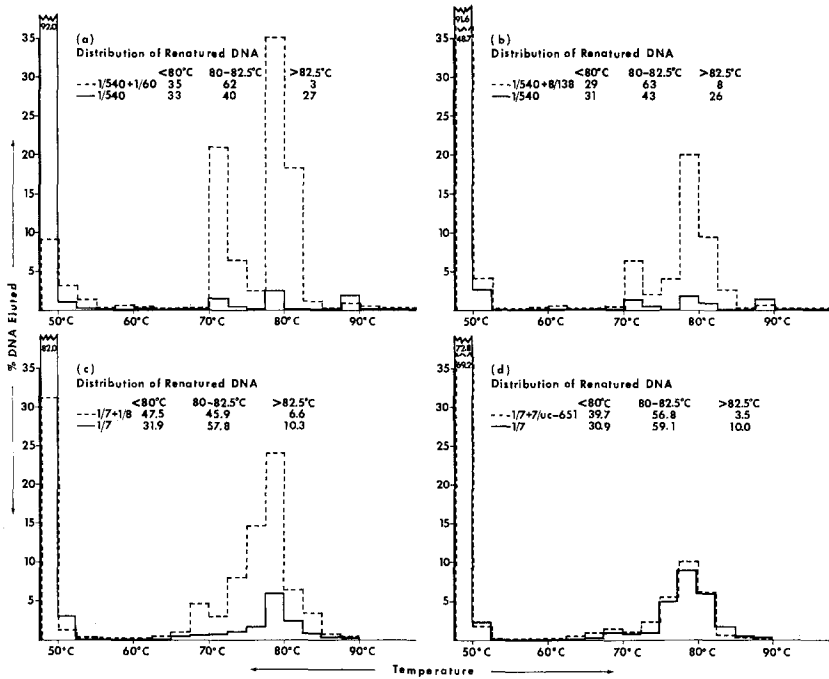 92.0
35
30
25
20
15
10
5
(a)
Distribution of Renatured DNA
<80°C 80-82.5°C >82.5°C
1/540+1/60 35 62 3
1/540 33 40 27
50°C 60°C 70°C 80°C 90°C
91.6
48.7
35
30
25
20
15
10
5
(b)
Distribution of Renatured DNA
<80°C 80-82.5°C >82.5°C
1/540+8/138 29 63 8
1/540 31 43 26
50°C 60°C 70°C 80°C 90°C
% DNA Eluted
82.0
35
30
25
20
15
10
5
(c)
Distribution of Renatured DNA
<80°C 80-82.5°C >82.5°C
1/7+1/8 47.5 45.9 6.6
1/7 31.9 57.8 10.3
50°C 60°C 70°C 80°C 90°C
72.8
69.2
35
30
25
20
15
10
5
(d)
Distribution of Renatured DNA
<80°C 80-82.5°C >82.5°C
1/7+7/uc-651 39.7 56.8 3.5
1/7 30.9 59.1 10.0
50°C 60°C 70°C 80°C 90°C
Temperature